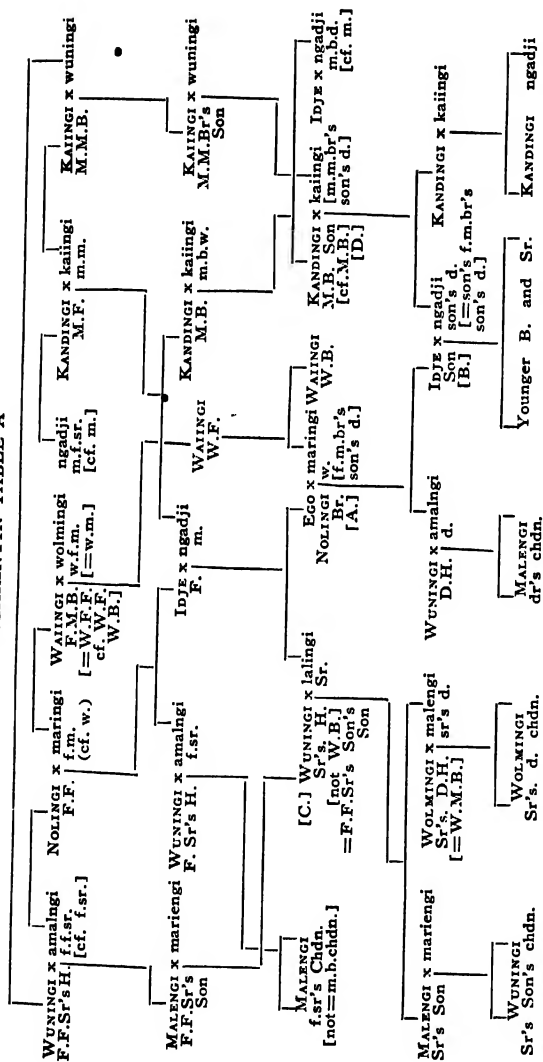 TABLE A
WUNINGI x amalngi
F.F.Sr's H. f.f.sr.
[cf. f.sr.]
NOLINGI x maringi
F.F. f.m.
(cf. w.)
WAIINGI x wolmingi
F.M.B. w.f.m.
[=W.F.F. [=w.m.]
cf. W.F.
W.B.]
ngadji
m.f.sr.
[cf. m.]
KANDINGI x kaiingi
M.F. m.m.
KAIINGI x wuningi
M.M.B.
MALENGI x mariengi
F.F.Sr's
Son
WUNINGI x amalngi
F. Sr's H. f.sr.
IDJE x ngadji
F. m.
WAIINGI
W.F.
KANDINGI x kaiingi
M.B. m.b.w.
KAIINGI x wuningi
M.M.Br's
Son
MALENGI
f.sr's Chdn.
[not=m.b.chdn.]
[C.] WUNINGI x lalingi
Sr's. H. Sr.
[not W.B.]
=F.F.Sr's Son's
Son
EGO x maringi
NOLINGI w.
Br. [f.m.br's
[A.] son's d.]
WAIINGI
W.B.
KANDINGI x kaiingi
M.B. Son [m.m.br's
[cf.M.B.] son's d.]
[D.]
IDJE x ngadji
m.b.d.
[cf. m.]
MALENGI x mariengi
Sr's Son
WOLMINGI x malengi
Sr's. D.H. sr's d.
[=W.M.B.]
WUNINGI x amalngi
D.H. d.
IDJE x ngadji
Son son's d.
[B.] [=son's f.m.br's
son's d.]
KANDINGI x kaiingi
WUNINGI
Sr's Son's chdn.
WOLMINGI
Sr's. d. chdn.
MALENGI
dr's chdn.
Younger B. and Sr.
KANDINGI ngadji